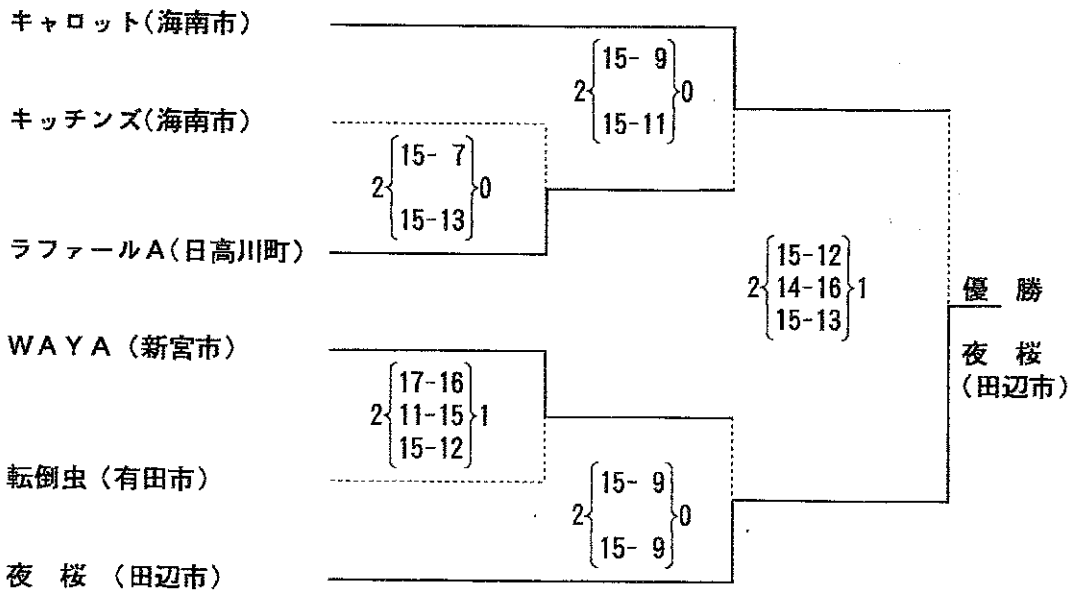 キャロット(海南市)
2{15- 9 15-11}0
キッチンズ(海南市)
2{15- 7 15-13}0
ラファールA(日高川町)
2{15-12 14-16 15-13}1
優 勝
夜 桜
(田辺市)
WAYA (新宮市)
2{17-16 11-15 15-12}1
転倒虫 (有田市)
2{15- 9 15- 9}0
夜 桜 (田辺市)